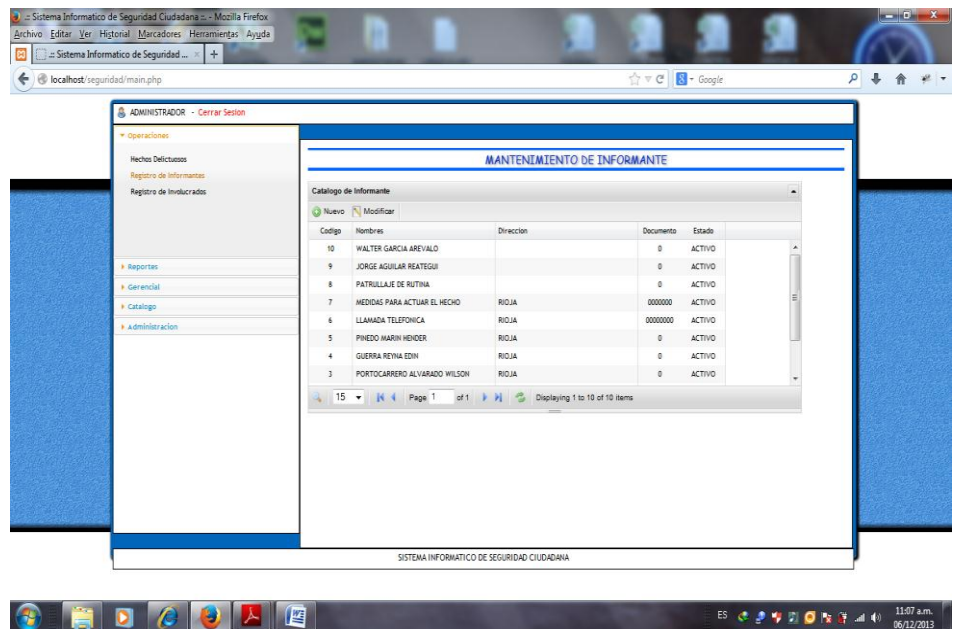 .:: Sistema Informatico de Seguridad Ciudadana ::. - Mozilla Firefox
Archivo Editar Ver Historial Marcadores Herramientas Ayuda
.:: Sistema Informatico de Seguridad ... × +
localhost/seguridad/main.php
Google
ADMINISTRADOR - Cerrar Sesion
Operaciones
Hechos Delictuosos
Registro de Informantes
Registro de Involucrados
Reportes
Gerencial
Catalogo
Administracion
MANTENIMIENTO DE INFORMANTE
Catalogo de Informante
Nuevo Modificar
Codigo Nombres Direccion Documento Estado
10 WALTER GARCIA AREVALO 0 ACTIVO
9 JORGE AGUILAR REATEGUI 0 ACTIVO
8 PATRULLAJE DE RUTINA 0 ACTIVO
7 MEDIDAS PARA ACTUAR EL HECHO RIOJA 0000000 ACTIVO
6 LLAMADA TELEFONICA RIOJA 00000000 ACTIVO
5 PINEDO MARIN HENDER RIOJA 0 ACTIVO
4 GUERRA REYNA EDIN RIOJA 0 ACTIVO
3 PORTOCARRERO ALVARADO WILSON RIOJA 0 ACTIVO
15 Page 1 of 1 Displaying 1 to 10 of 10 items
SISTEMA INFORMATICO DE SEGURIDAD CIUDADANA
ES 11:07 a.m.
06/12/2013